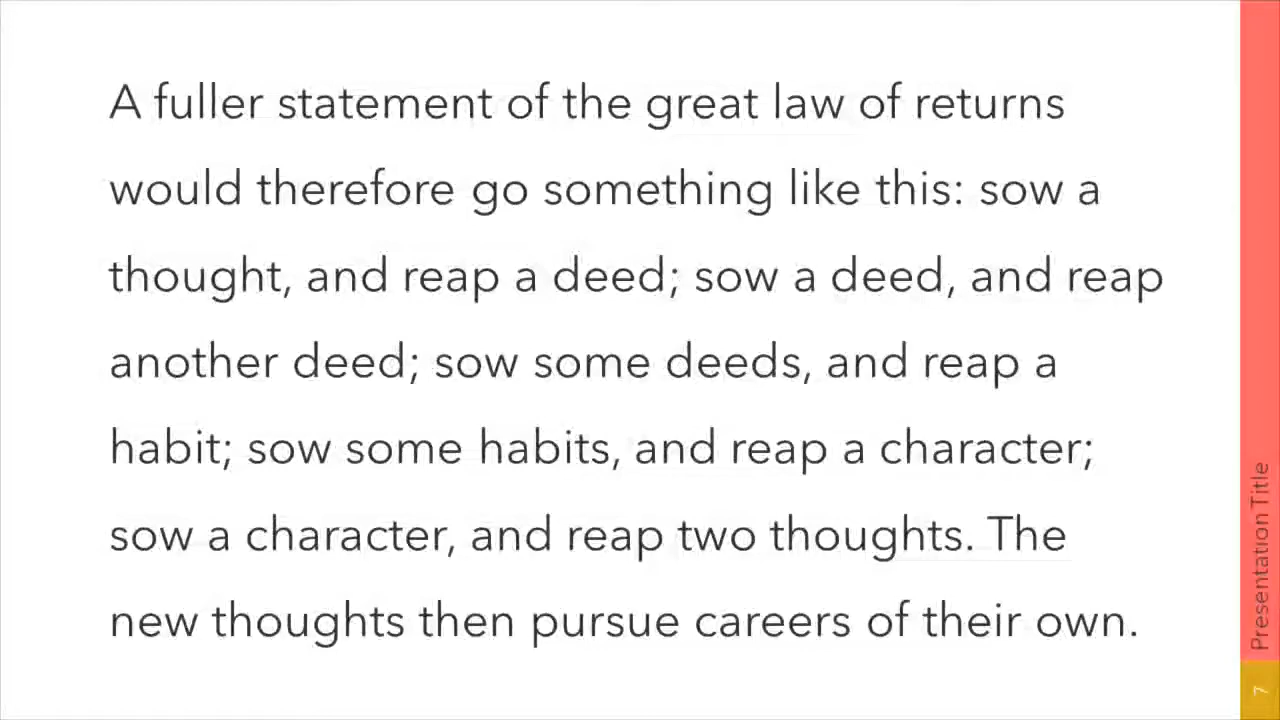 A fuller statement of the great law of returns
would therefore go something like this: sow a
thought, and reap a deed; sow a deed, and reap
another deed; sow some deeds, and reap a
habit; sow some habits, and reap a character;
sow a character, and reap two thoughts. The
new thoughts then pursue careers of their own.
Presentation Title
7